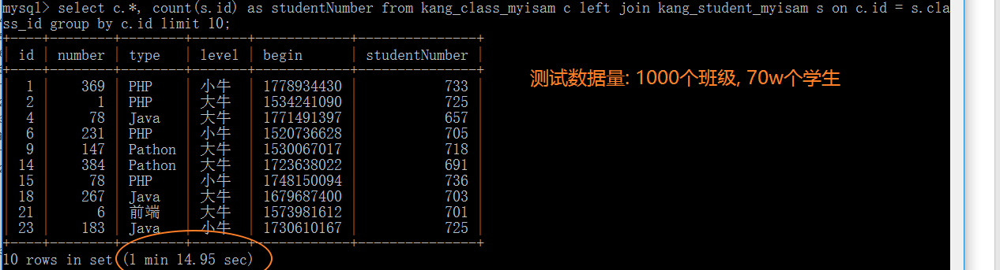 mysql> select c.*, count(s.id) as studentNumber from kang_class_myisam c left join kang_student_myisam s on c.id = s.cla
ss_id group by c.id limit 10;
+----+--------+--------+-------+------------+---------------+
| id | number | type | level | begin | studentNumber |
+----+--------+--------+-------+------------+---------------+
| 1 | 369 | PHP | 小牛 | 1778934430 | 733 |
| 2 | 1 | PHP | 大牛 | 1534241090 | 725 |
| 4 | 78 | Java | 大牛 | 1771491397 | 657 |
| 6 | 231 | PHP | 小牛 | 1520736628 | 705 |
| 9 | 147 | Pathon | 大牛 | 1530067017 | 718 |
| 14 | 384 | Pathon | 大牛 | 1723638022 | 691 |
| 15 | 78 | PHP | 小牛 | 1748150094 | 736 |
| 18 | 267 | Java | 大牛 | 1679687400 | 703 |
| 21 | 6 | 前端 | 大牛 | 1573981612 | 701 |
| 23 | 183 | Java | 小牛 | 1730610167 | 725 |
+----+--------+--------+-------+------------+---------------+
10 rows in set (1 min 14.95 sec)
测试数据量: 1000个班级, 70w个学生